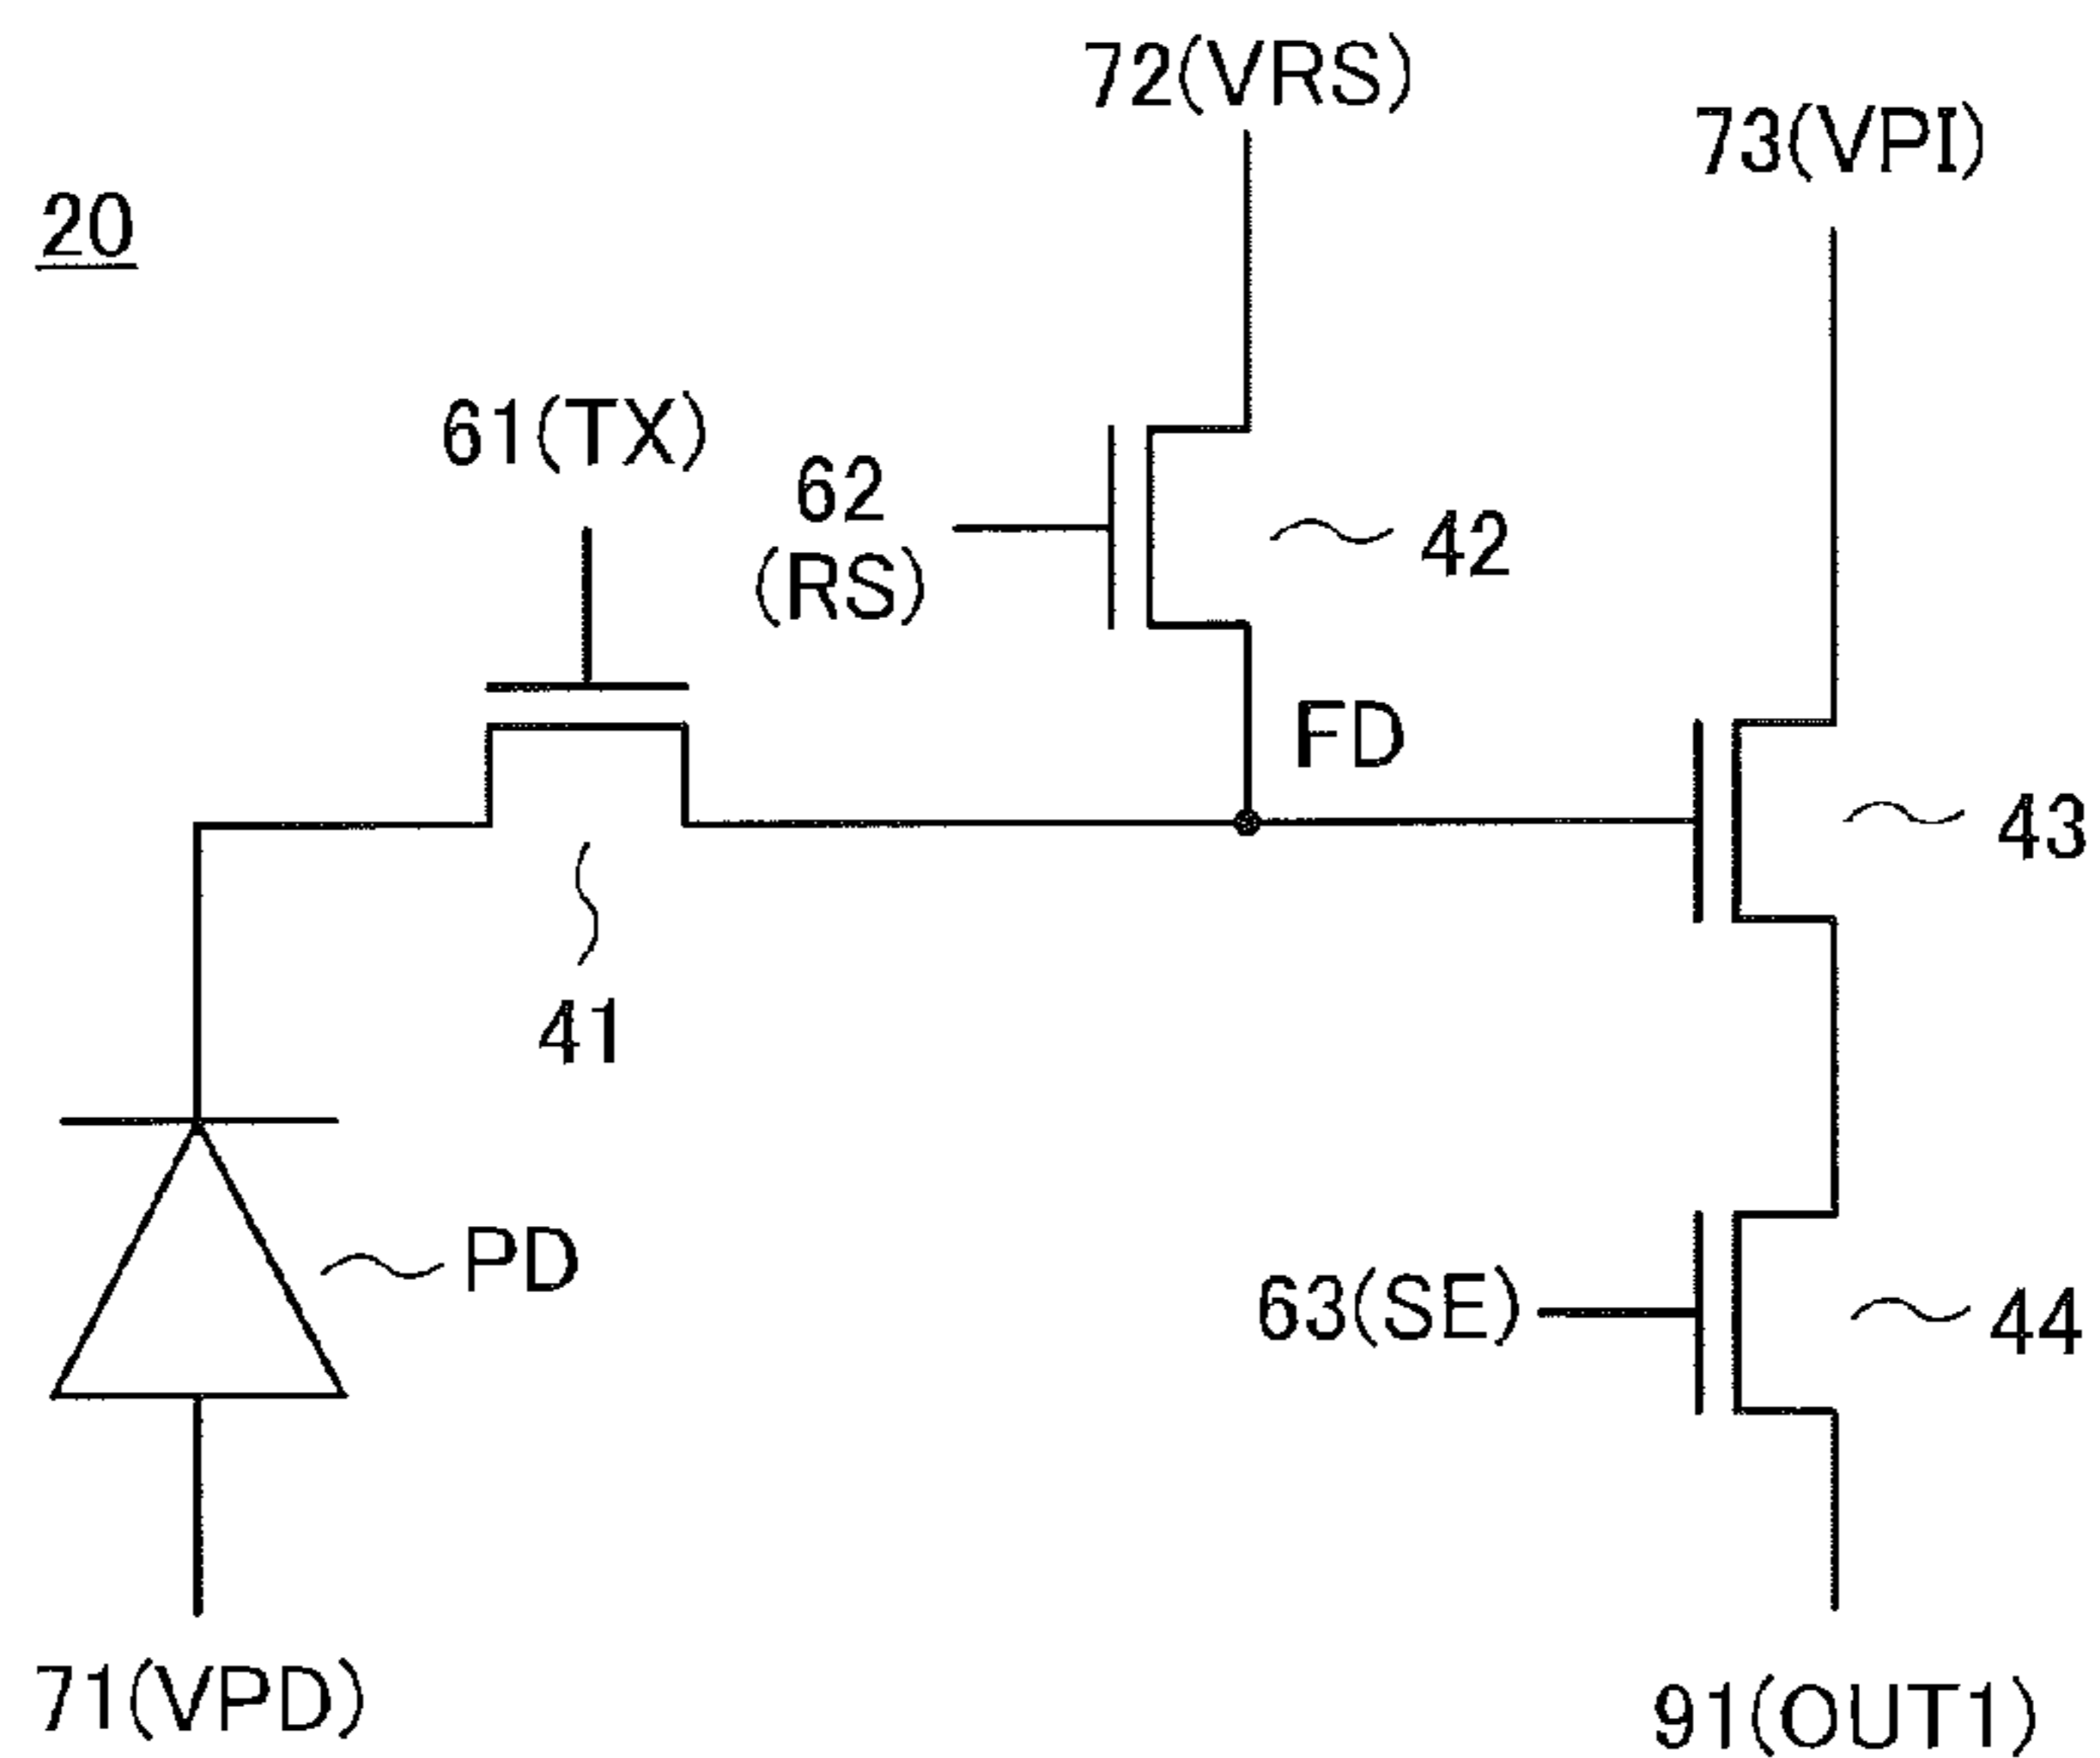 72(VRS)
73(VPI)
20
61(TX)
62
(RS)
42
FD
43
41
PD
63(SE)
44
71(VPD)
91(OUT1)